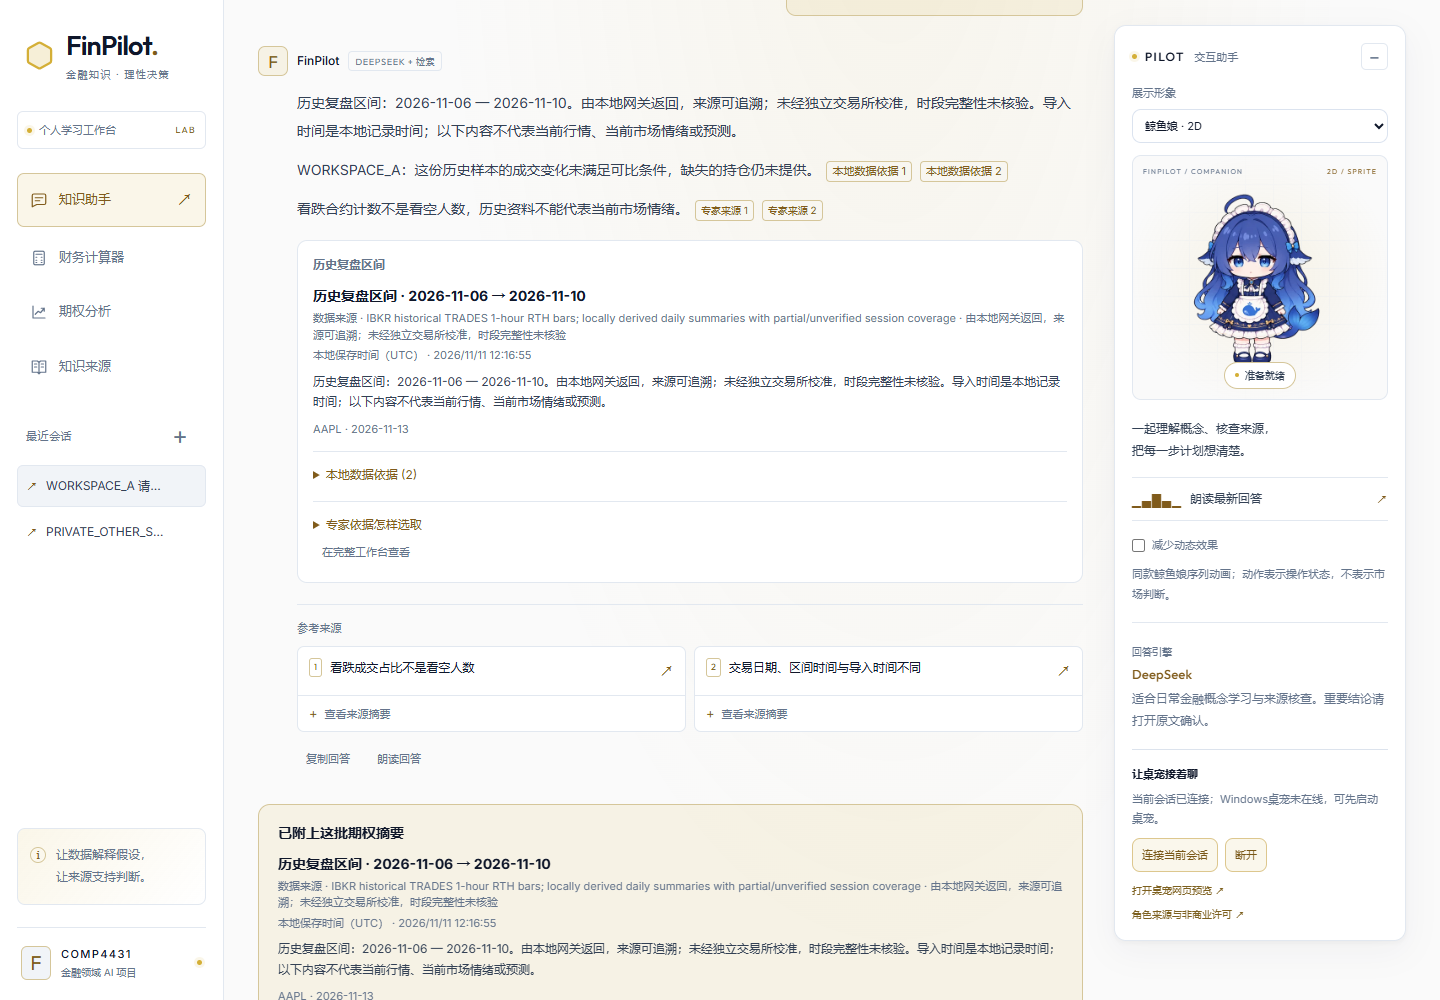 FinPilot.
金融知识 · 理性决策
个人学习工作台 LAB
知识助手
财务计算器
期权分析
知识来源
最近会话
WORKSPACE_A 请...
PRIVATE_OTHER_S...
让数据解释假设，
让来源支持判断。
F
COMP4431
金融领域 AI 项目
F
FinPilot DEEPSEEK + 检索
历史复盘区间：2026-11-06 — 2026-11-10。由本地网关返回，来源可追溯；未经独立交易所校准，时段完整性未核验。导入
时间是本地记录时间；以下内容不代表当前行情、当前市场情绪或预测。
WORKSPACE_A：这份历史样本的成交变化未满足可比条件，缺失的持仓仍未提供。 本地数据依据 1 本地数据依据 2
看跌合约计数不是看空人数，历史资料不能代表当前市场情绪。 专家来源 1 专家来源 2
历史复盘区间
历史复盘区间 · 2026-11-06 → 2026-11-10
数据来源 · IBKR historical TRADES 1-hour RTH bars; locally derived daily summaries with partial/unverified session coverage · 由本地网关返回，来
源可追溯；未经独立交易所校准，时段完整性未核验
本地保存时间（UTC） · 2026/11/11 12:16:55
历史复盘区间：2026-11-06 — 2026-11-10。由本地网关返回，来源可追溯；未经独立交易所校准，时段完整性未核验。导入时间是本地记录
时间；以下内容不代表当前行情、当前市场情绪或预测。
AAPL · 2026-11-13
▶ 本地数据依据 (2)
▶ 专家依据怎样选取
在完整工作台查看
参考来源
1 看跌成交占比不是看空人数
+ 查看来源摘要
2 交易日期、区间时间与导入时间不同
+ 查看来源摘要
复制回答 朗读回答
已附上这批期权摘要
历史复盘区间 · 2026-11-06 → 2026-11-10
数据来源 · IBKR historical TRADES 1-hour RTH bars; locally derived daily summaries with partial/unverified session coverage · 由本地网关返回，来源可追
溯；未经独立交易所校准，时段完整性未核验
本地保存时间（UTC） · 2026/11/11 12:16:55
历史复盘区间：2026-11-06 — 2026-11-10。由本地网关返回，来源可追溯；未经独立交易所校准，时段完整性未核验。导入时间是本地记录时间；
以下内容不代表当前行情、当前市场情绪或预测。
AAPL · 2026-11-13
PILOT 交互助手
展示形象
鲸鱼娘 · 2D
FINPILOT / COMPANION 2D / SPRITE
准备就绪
一起理解概念、核查来源，
把每一步计划想清楚。
朗读最新回答
减少动态效果
同款鲸鱼娘序列动画；动作表示操作状态，不表示市
场判断。
回答引擎
DeepSeek
适合日常金融概念学习与来源核查。重要结论请
打开原文确认。
让桌宠接着聊
当前会话已连接；Windows桌宠未在线，可先启动
桌宠。
连接当前会话 断开
打开桌宠网页预览 ↗
角色来源与非商业许可 ↗